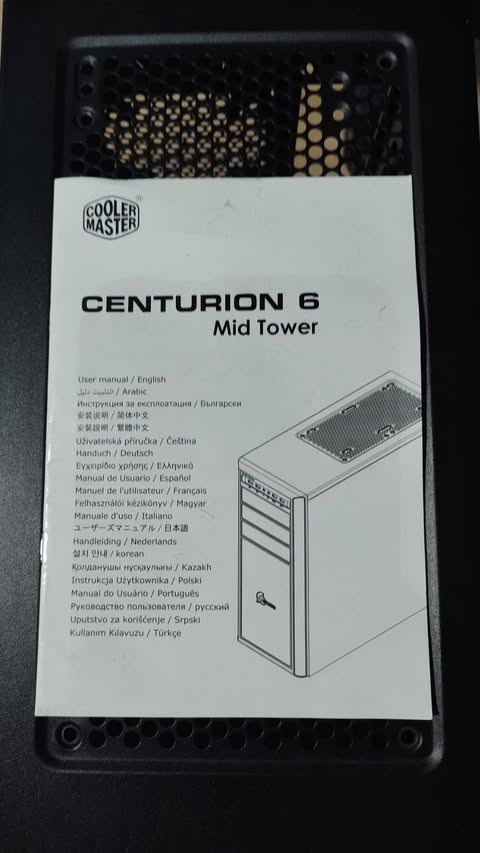 COOLER
MASTER
®
CENTURION 6
Mid Tower
User manual / English
التثبيت دليل / Arabic
Инструкция за експлоатация / Български
安裝说明 / 简体中文
安裝說明 / 繁體中文
Uživatelská příručka / Čeština
Handuch / Deutsch
Εγχειρίδιο χρήσης / Ελληνικά
Manual de Usuario / Español
Manuel de l'utilisateur / Français
Felhasználói kézikönyv / Magyar
Manuale d'uso / Italiano
ユーザーズマニュアル / 日本語
Handleiding / Nederlands
설치 안내 / korean
Қолданушы нұсқаулығы / Kazakh
Instrukcja Użytkownika / Polski
Manual do Usuário / Português
Руководство пользователя / русский
Uputstvo za korišćenje / Srpski
Kullanım Kılavuzu / Türkçe